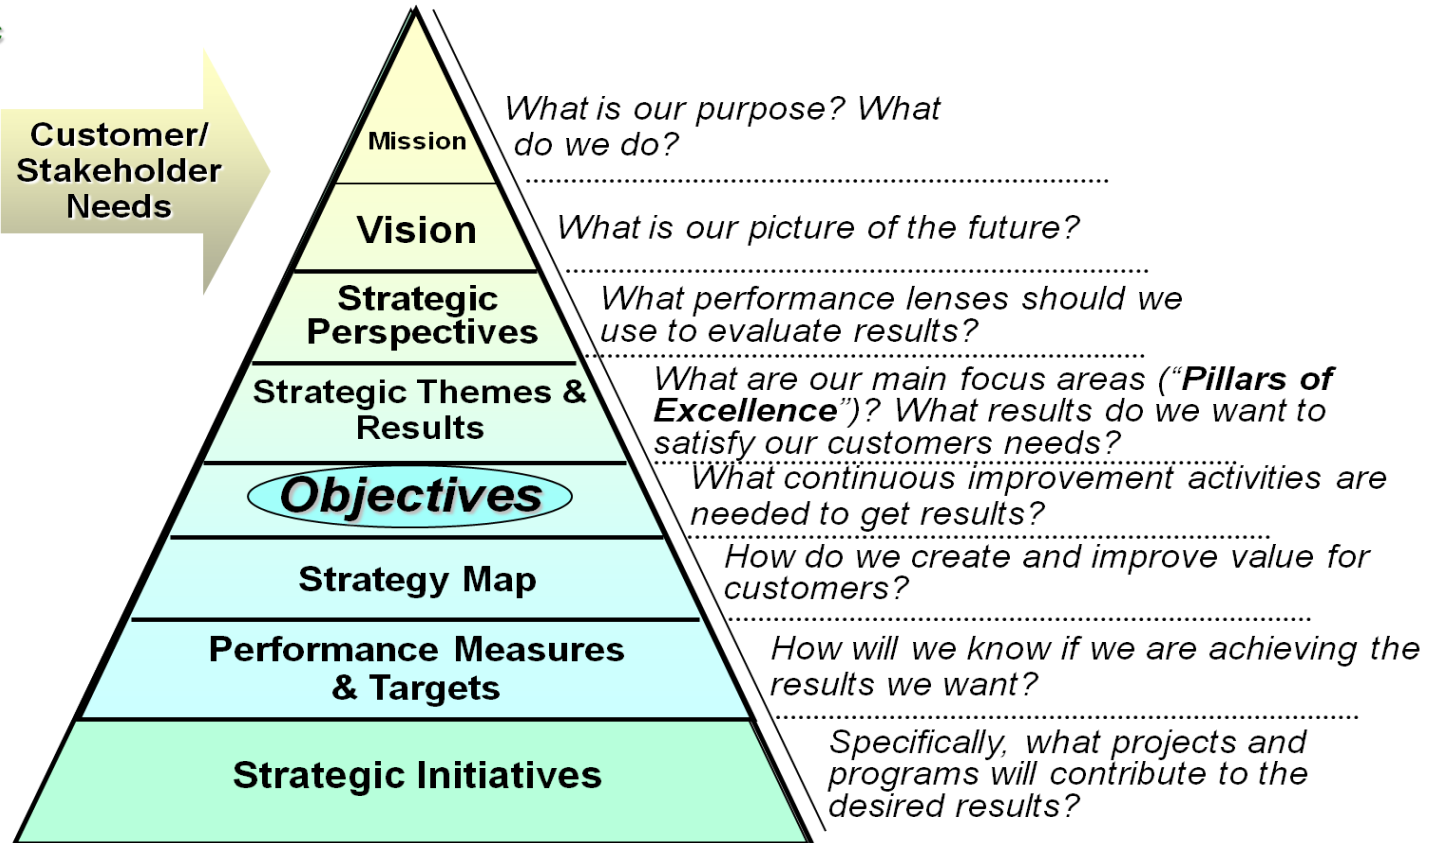 Customer/
Stakeholder
Needs
Mission
What is our purpose? What
do we do?
Vision
What is our picture of the future?
Strategic
Perspectives
What performance lenses should we
use to evaluate results?
Strategic Themes &
Results
What are our main focus areas (“Pillars of
Excellence”)? What results do we want to
satisfy our customers needs?
Objectives
What continuous improvement activities are
needed to get results?
Strategy Map
How do we create and improve value for
customers?
Performance Measures
& Targets
How will we know if we are achieving the
results we want?
Strategic Initiatives
Specifically, what projects and
programs will contribute to the
desired results?